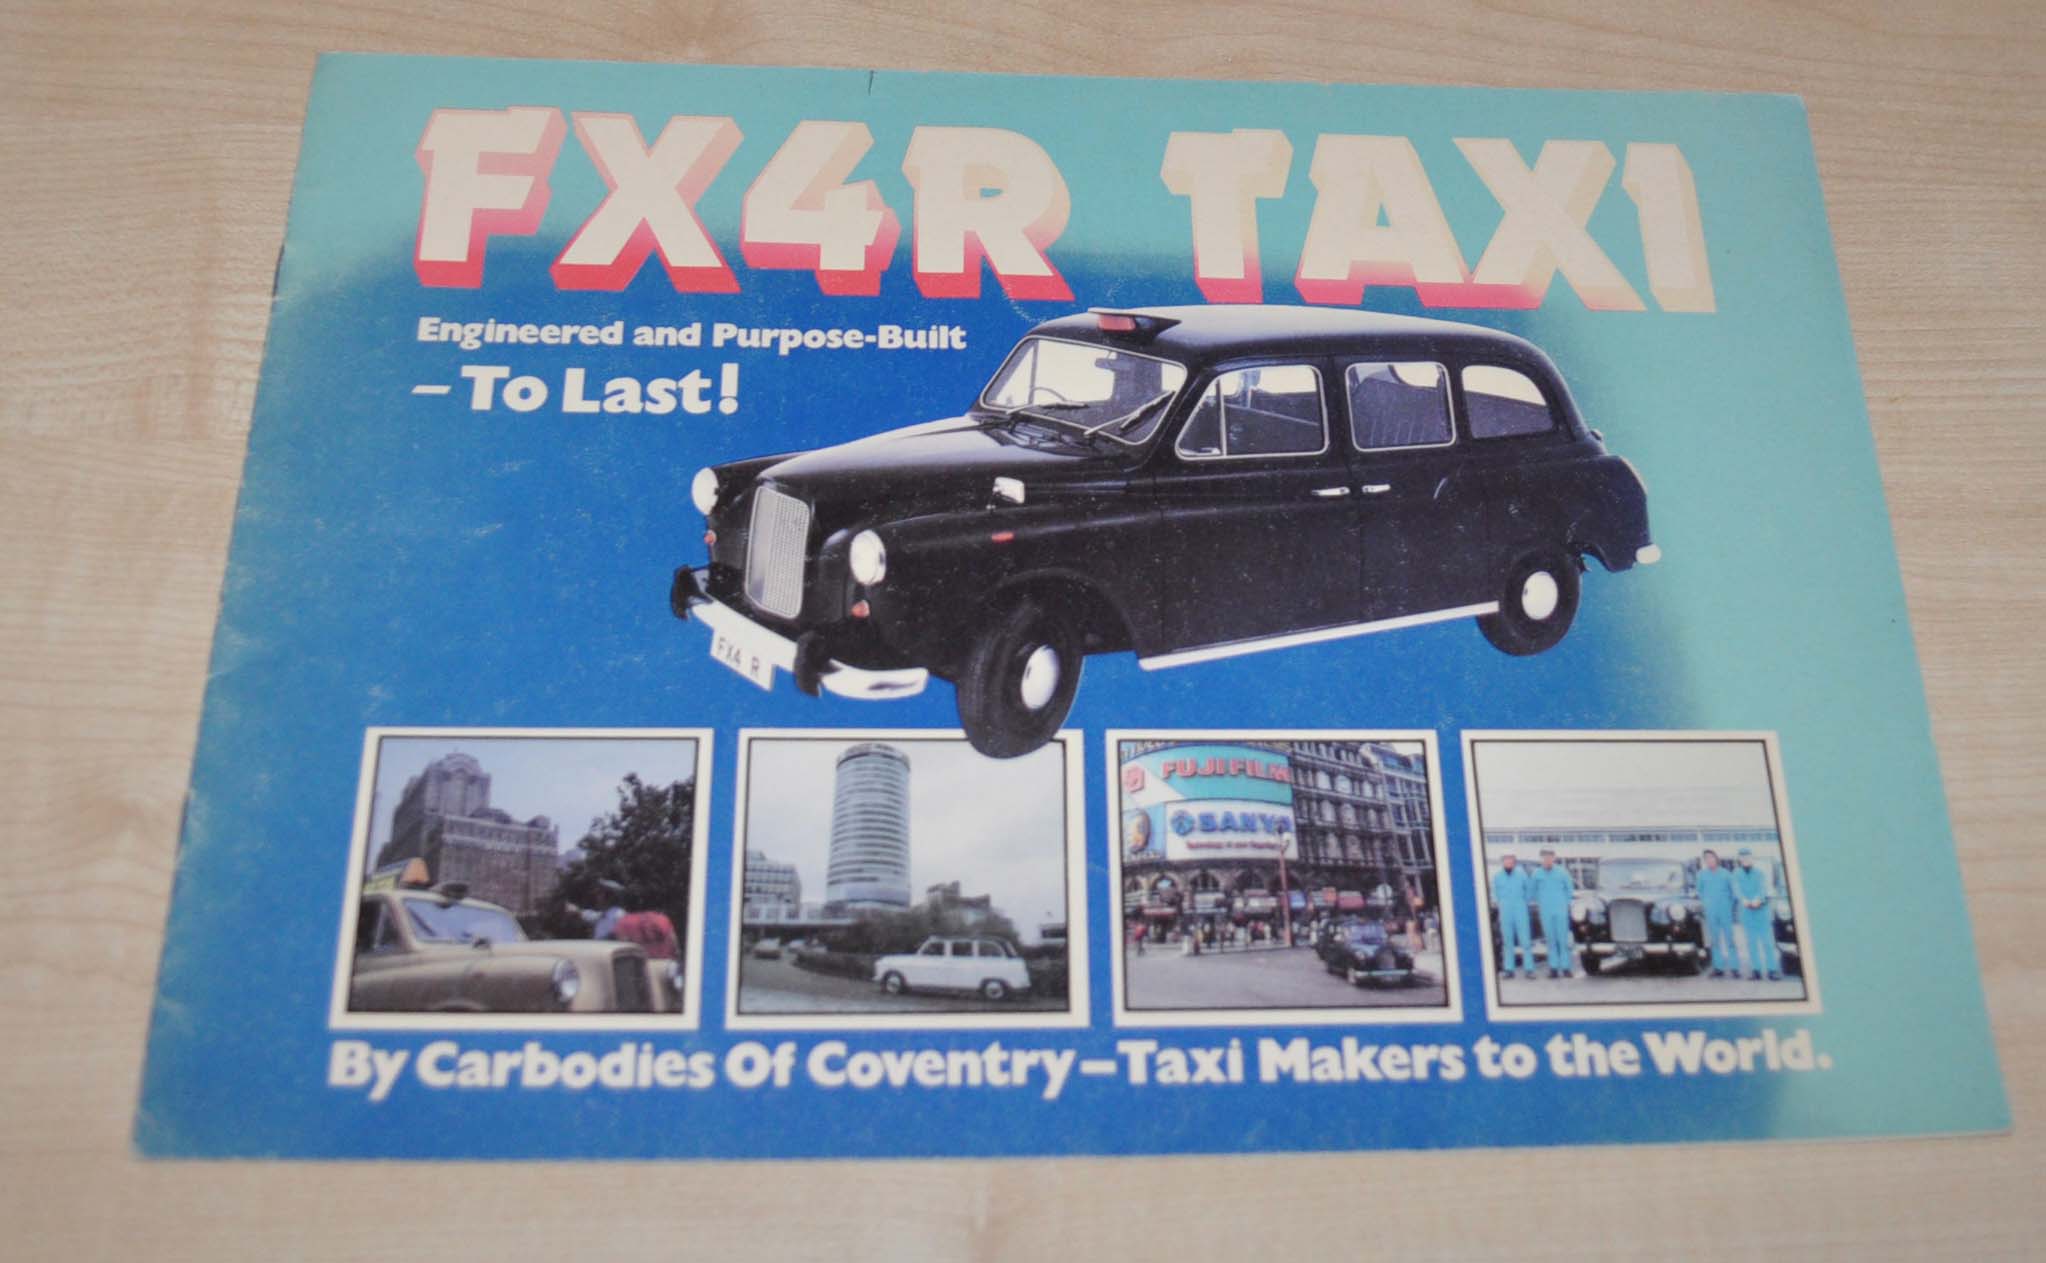 FX4R TAXI
Engineered and Purpose-Built
– To Last!
FX4 R
FUJI FILM
SANYO
By Carbodies Of Coventry – Taxi Makers to the World.